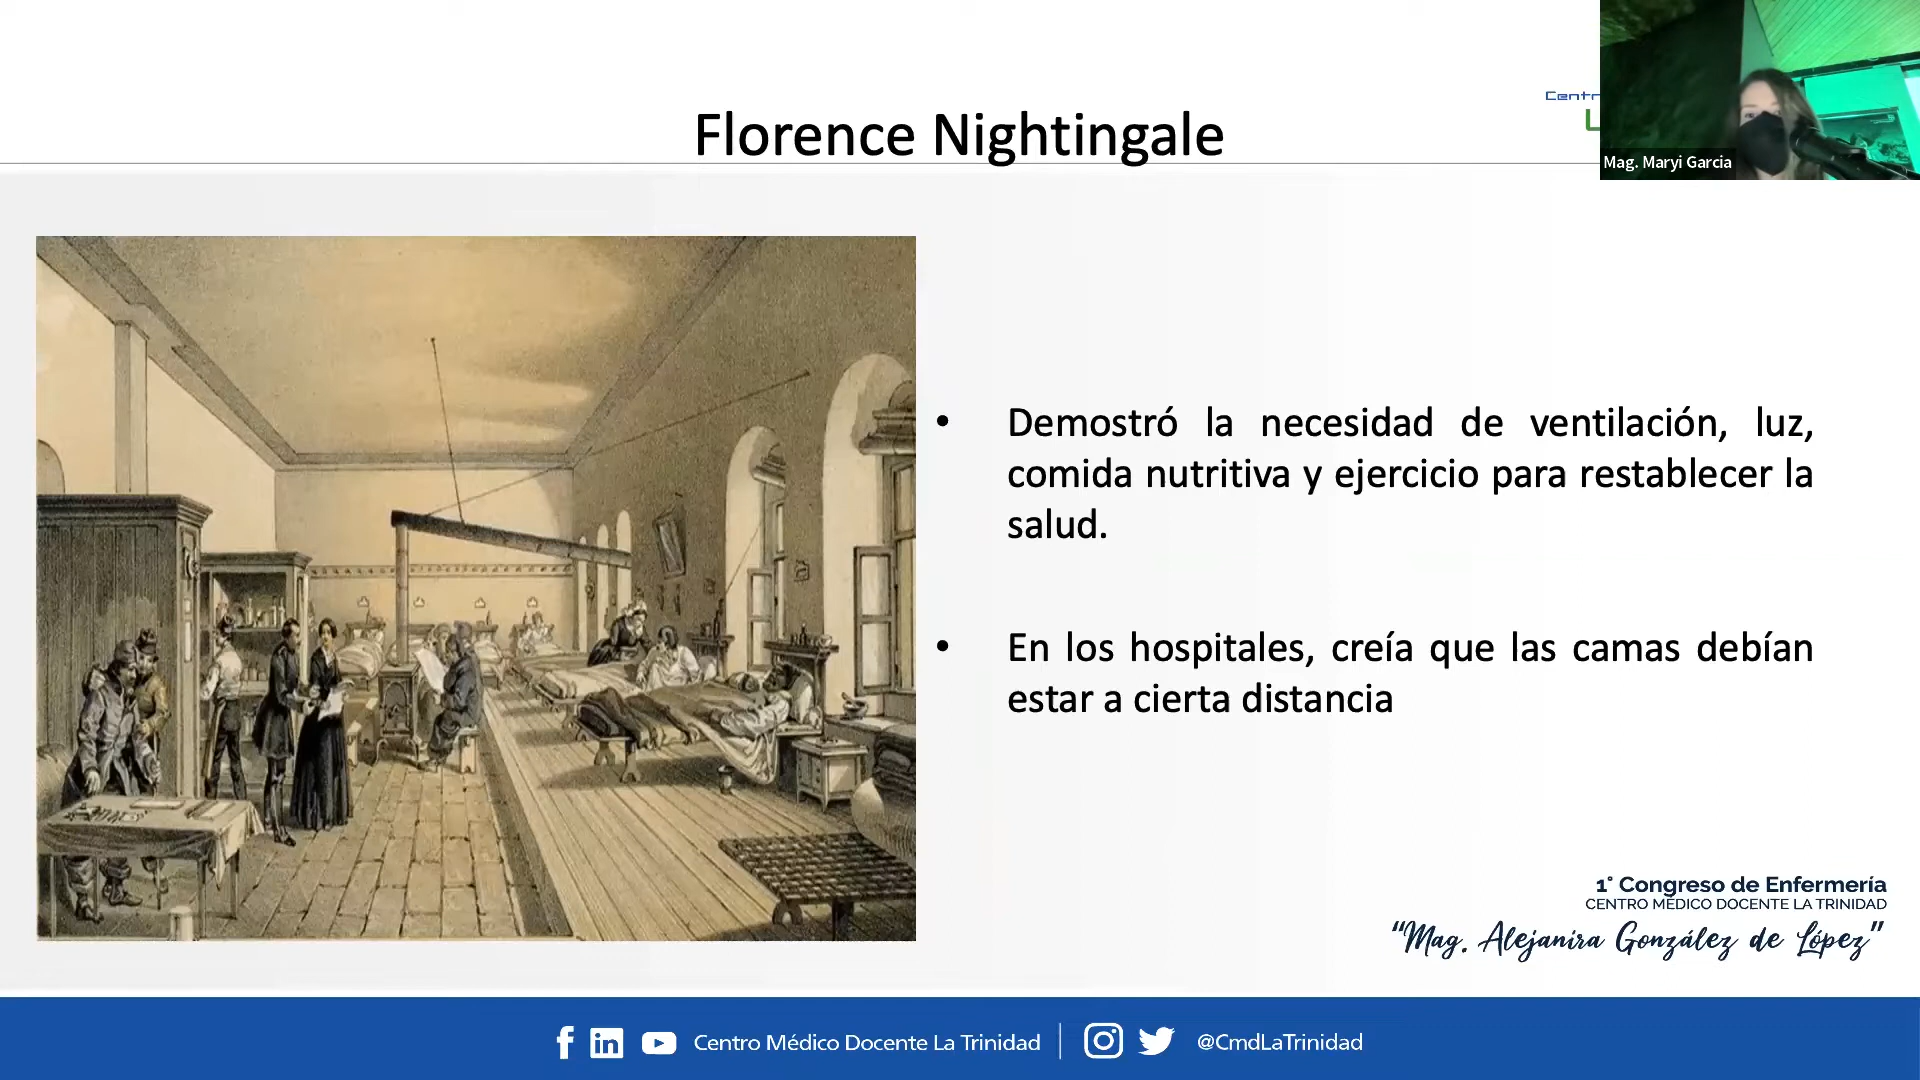 Florence Nightingale
Mag. Maryi Garcia
• Demostró la necesidad de ventilación, luz,
comida nutritiva y ejercicio para restablecer la
salud.
• En los hospitales, creía que las camas debían
estar a cierta distancia
1° Congreso de Enfermería
CENTRO MÉDICO DOCENTE LA TRINIDAD
"Mag. Alejanira González de López"
Centro Médico Docente La Trinidad
@CmdLaTrinidad